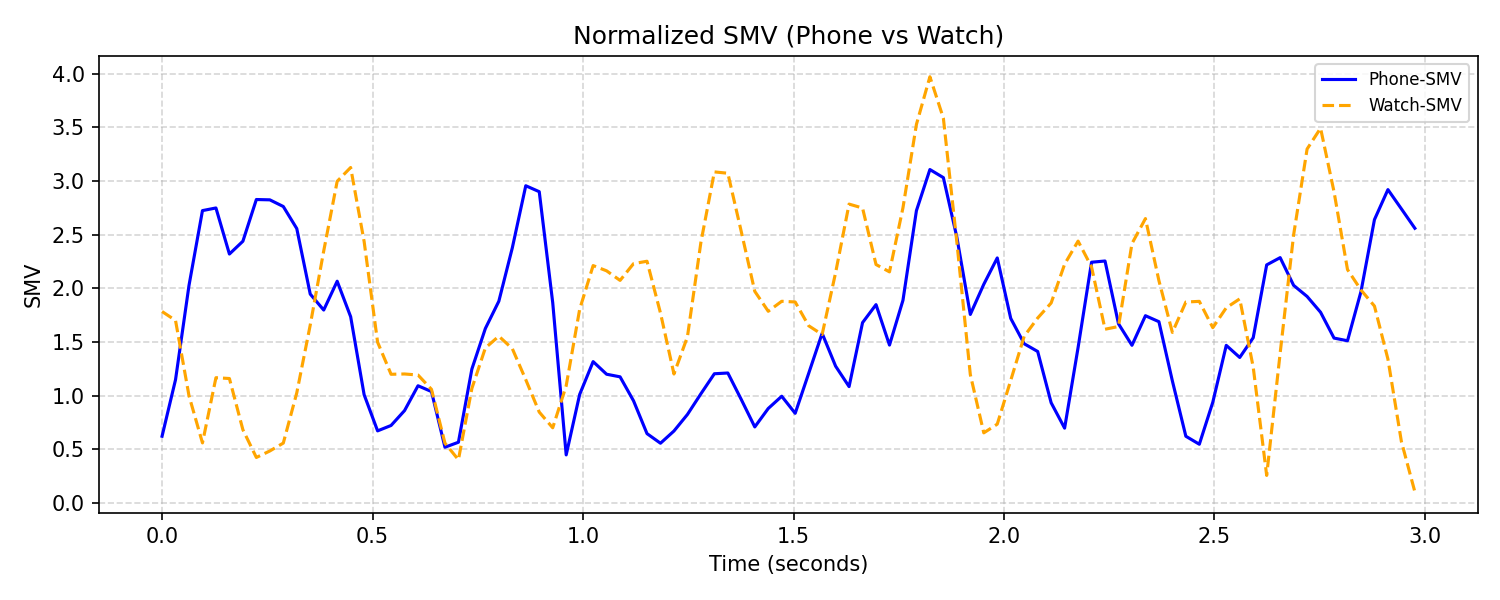 Normalized SMV (Phone vs Watch)
Phone-SMV
Watch-SMV
SMV
4.0
3.5
3.0
2.5
2.0
1.5
1.0
0.5
0.0
0.0 0.5 1.0 1.5 2.0 2.5 3.0
Time (seconds)